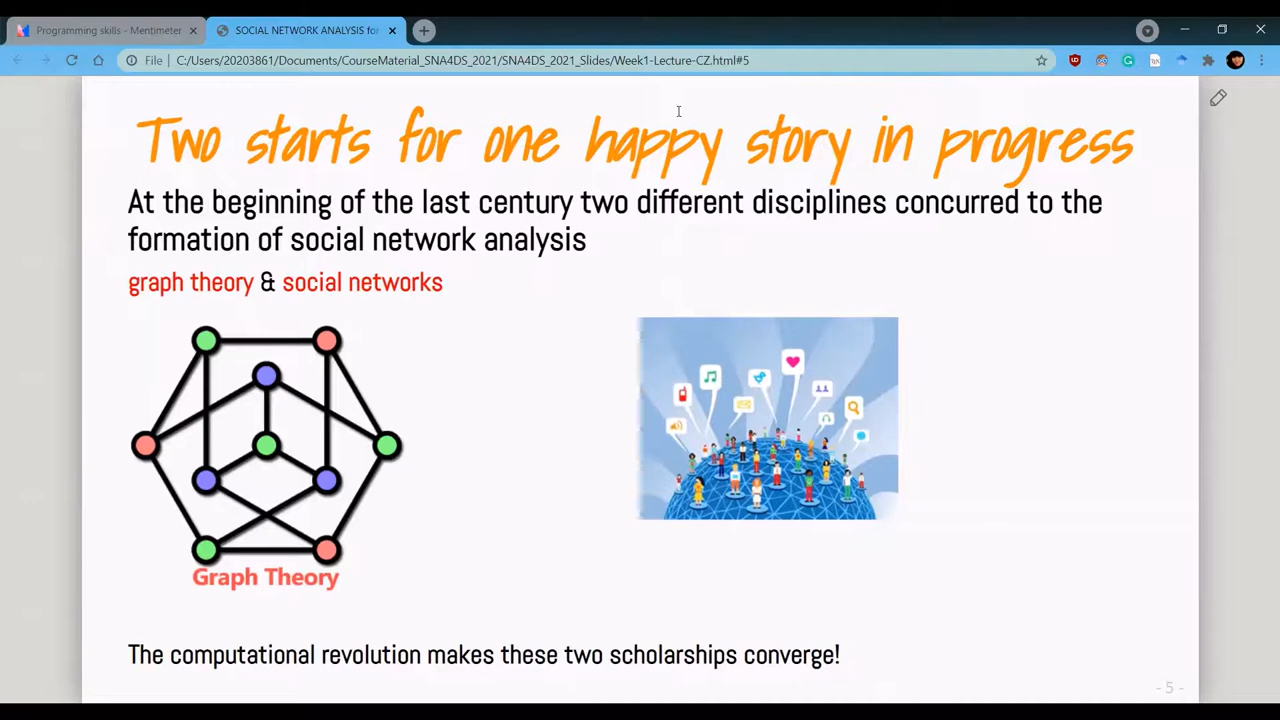 Programming skills - Mentimeter
SOCIAL NETWORK ANALYSIS for
File
C:/Users/20203861/Documents/CourseMaterial_SNA4DS_2021/SNA4DS_2021_Slides/Week1-Lecture-CZ.html#5
Two starts for one happy story in progress
At the beginning of the last century two different disciplines concurred to the
formation of social network analysis
graph theory & social networks
Graph Theory
The computational revolution makes these two scholarships converge!
- 5 -